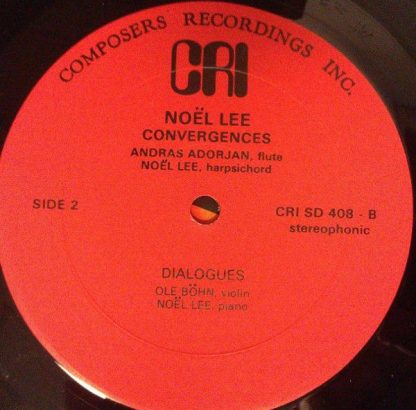 COMPOSERS RECORDINGS INC.
CRI
NOËL LEE
CONVERGENCES
ANDRAS ADORJAN, flute
NOËL LEE, harpsichord
SIDE 2
CRI SD 408 - B
stereophonic
DIALOGUES
OLE BÖHN, violin
NOËL LEE, piano